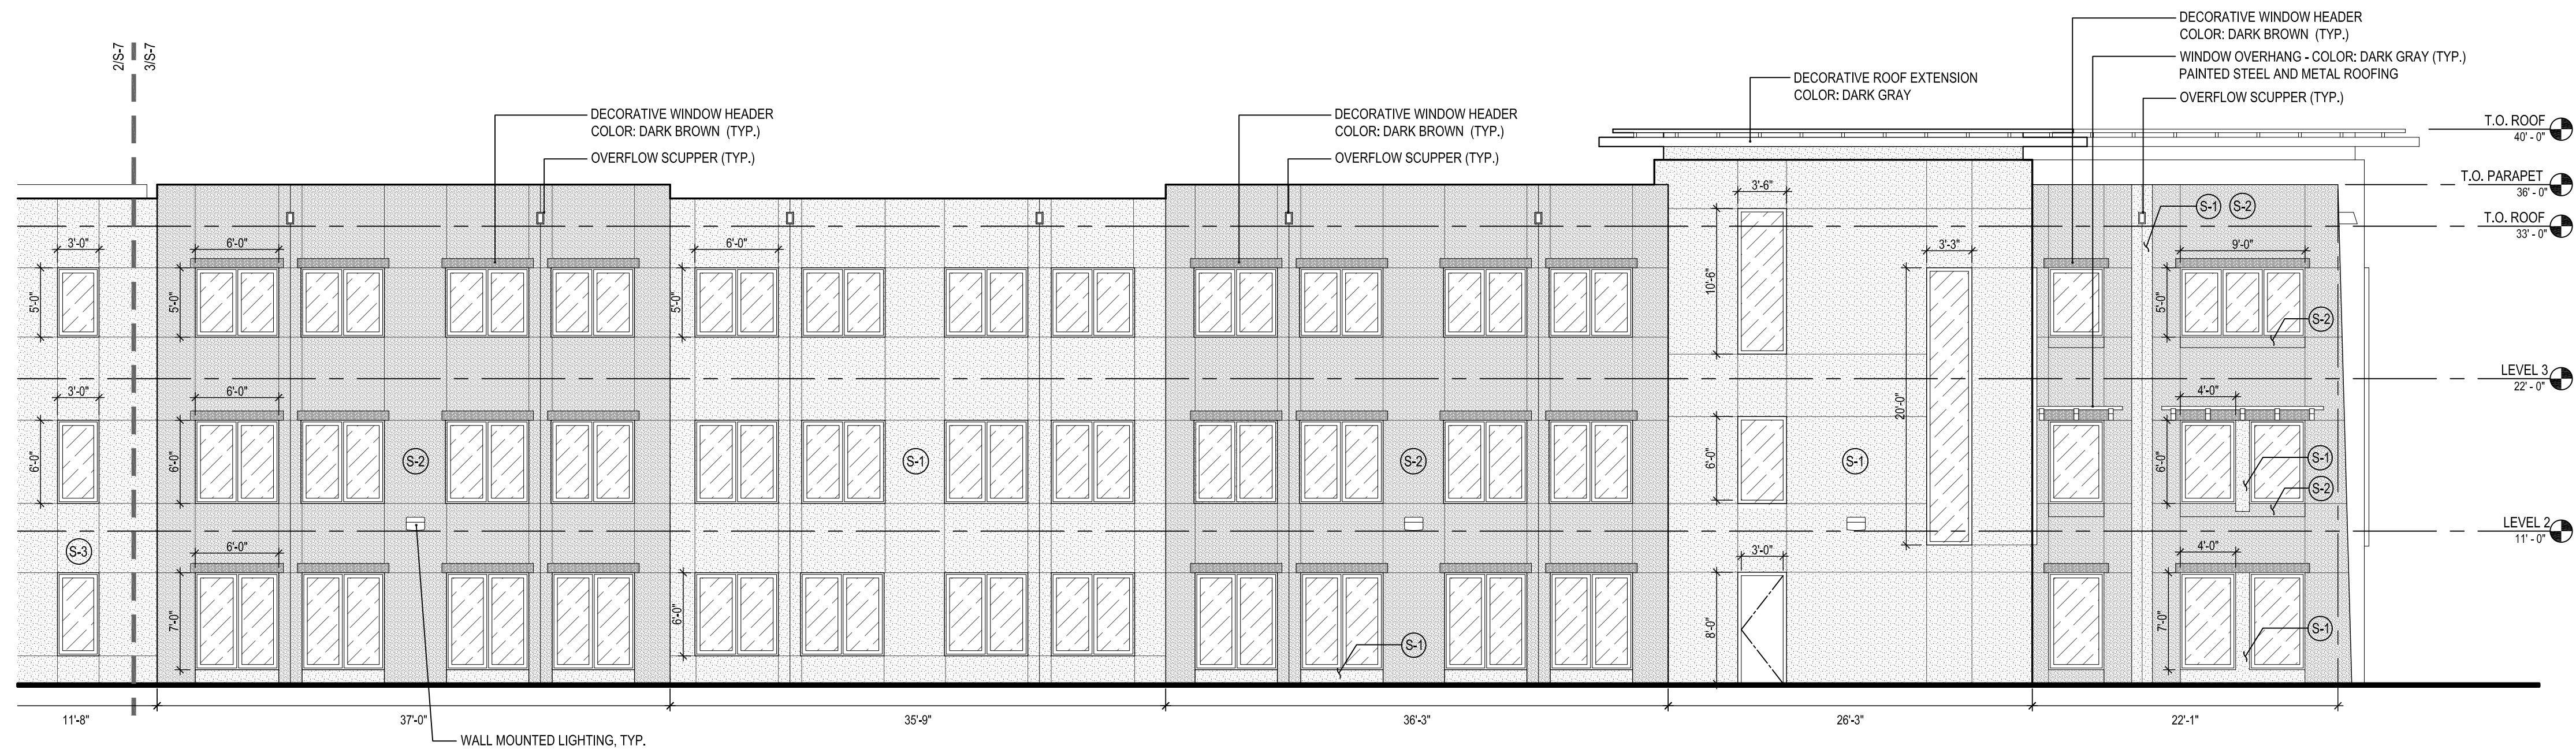 2/S-7
3/S-7
DECORATIVE WINDOW HEADER
COLOR: DARK BROWN (TYP.)
OVERFLOW SCUPPER (TYP.)
DECORATIVE WINDOW HEADER
COLOR: DARK BROWN (TYP.)
OVERFLOW SCUPPER (TYP.)
DECORATIVE ROOF EXTENSION
COLOR: DARK GRAY
DECORATIVE WINDOW HEADER
COLOR: DARK BROWN (TYP.)
WINDOW OVERHANG - COLOR: DARK GRAY (TYP.)
PAINTED STEEL AND METAL ROOFING
OVERFLOW SCUPPER (TYP.)
T.O. ROOF
40' - 0"
T.O. PARAPET
36' - 0"
T.O. ROOF
33' - 0"
LEVEL 3
22' - 0"
LEVEL 2
11' - 0"
3'-0"
6'-0"
6'-0"
3'-6"
3'-3"
S-1
S-2
9'-0"
5'-0"
5'-0"
5'-0"
10'-6"
5'-0"
S-2
3'-0"
6'-0"
20'-0"
4'-0"
6'-0"
6'-0"
S-2
S-1
S-2
6'-0"
S-1
6'-0"
S-1
S-2
S-3
6'-0"
3'-0"
4'-0"
7'-0"
6'-0"
S-1
8'-0"
7'-0"
S-1
11'-8"
37'-0"
35'-9"
36'-3"
26'-3"
22'-1"
WALL MOUNTED LIGHTING, TYP.